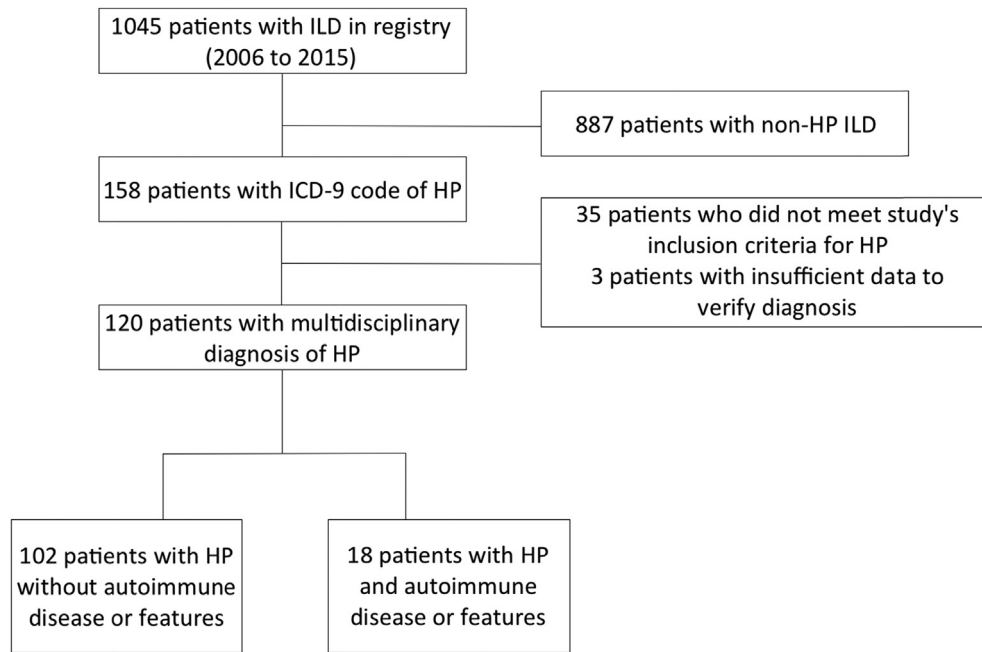 1045 patients with ILD in registry
(2006 to 2015)
887 patients with non-HP ILD
158 patients with ICD-9 code of HP
35 patients who did not meet study's
inclusion criteria for HP
3 patients with insufficient data to
verify diagnosis
120 patients with multidisciplinary
diagnosis of HP
102 patients with HP
without autoimmune
disease or features
18 patients with HP
and autoimmune
disease or features